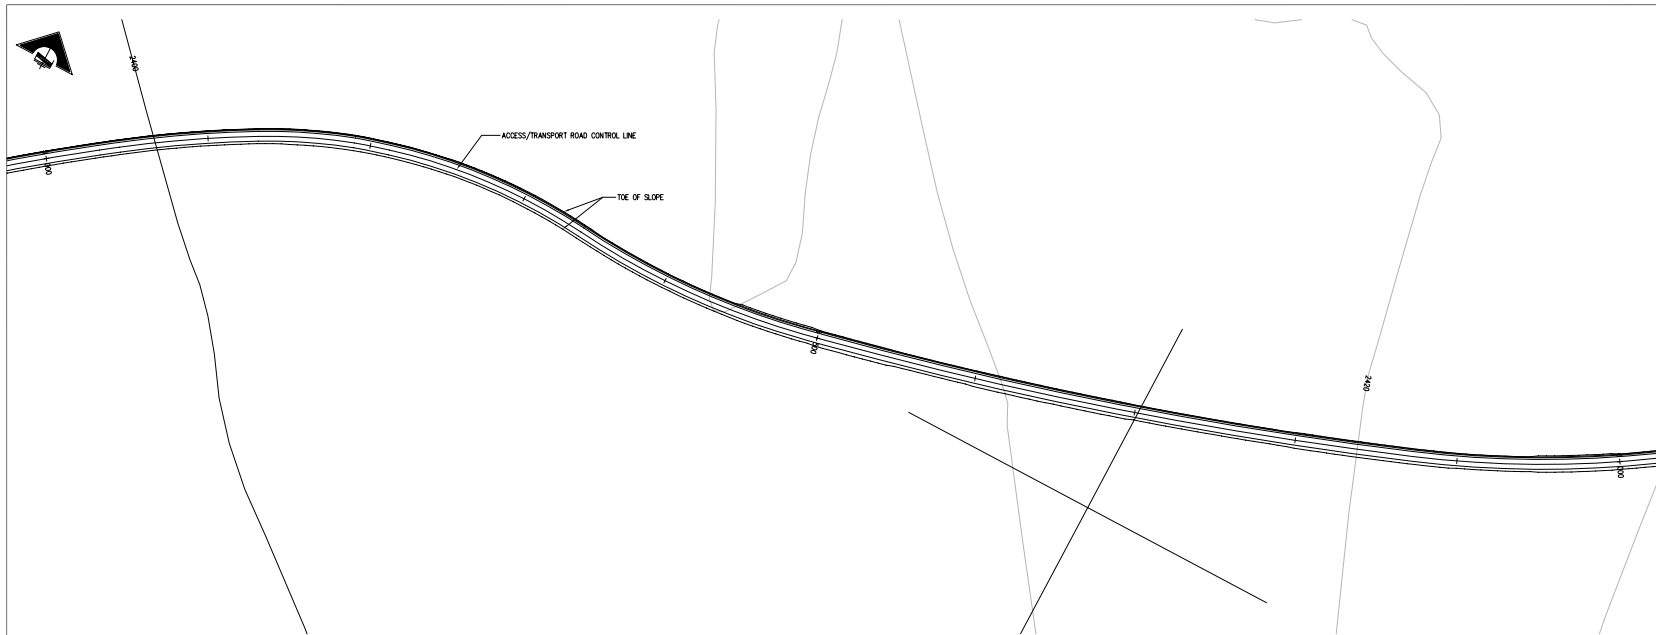 2400
ACCESS/TRANSPORT ROAD CONTROL LINE
TOE OF SLOPE
2420